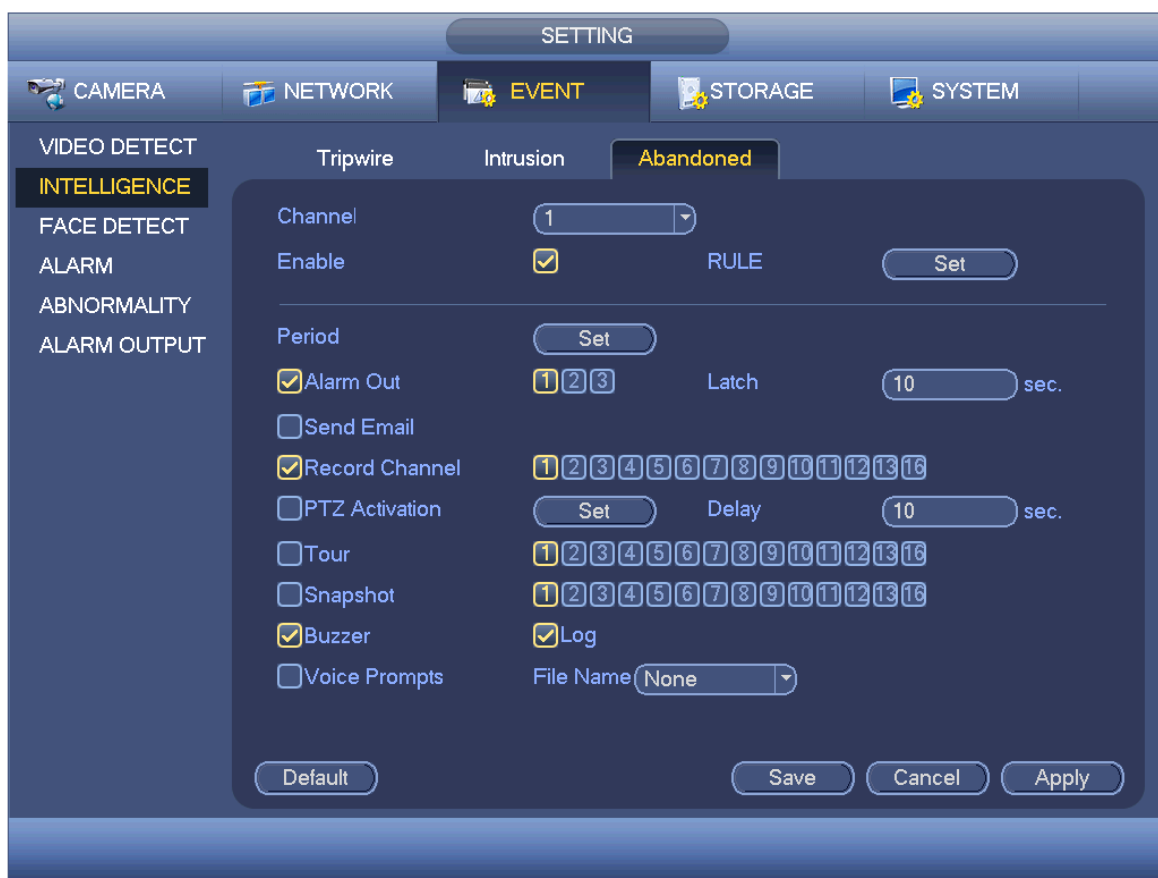 SETTING
CAMERA NETWORK EVENT STORAGE SYSTEM
VIDEO DETECT
INTELLIGENCE
FACE DETECT
ALARM
ABNORMALITY
ALARM OUTPUT
Tripwire Intrusion Abandoned
Channel 1
Enable RULE Set
Period Set
Alarm Out 1 2 3 Latch 10 sec.
Send Email
Record Channel 1 2 3 4 5 6 7 8 9 10 11 12 13 16
PTZ Activation Set Delay 10 sec.
Tour 1 2 3 4 5 6 7 8 9 10 11 12 13 16
Snapshot 1 2 3 4 5 6 7 8 9 10 11 12 13 16
Buzzer Log
Voice Prompts File Name None
Default Save Cancel Apply